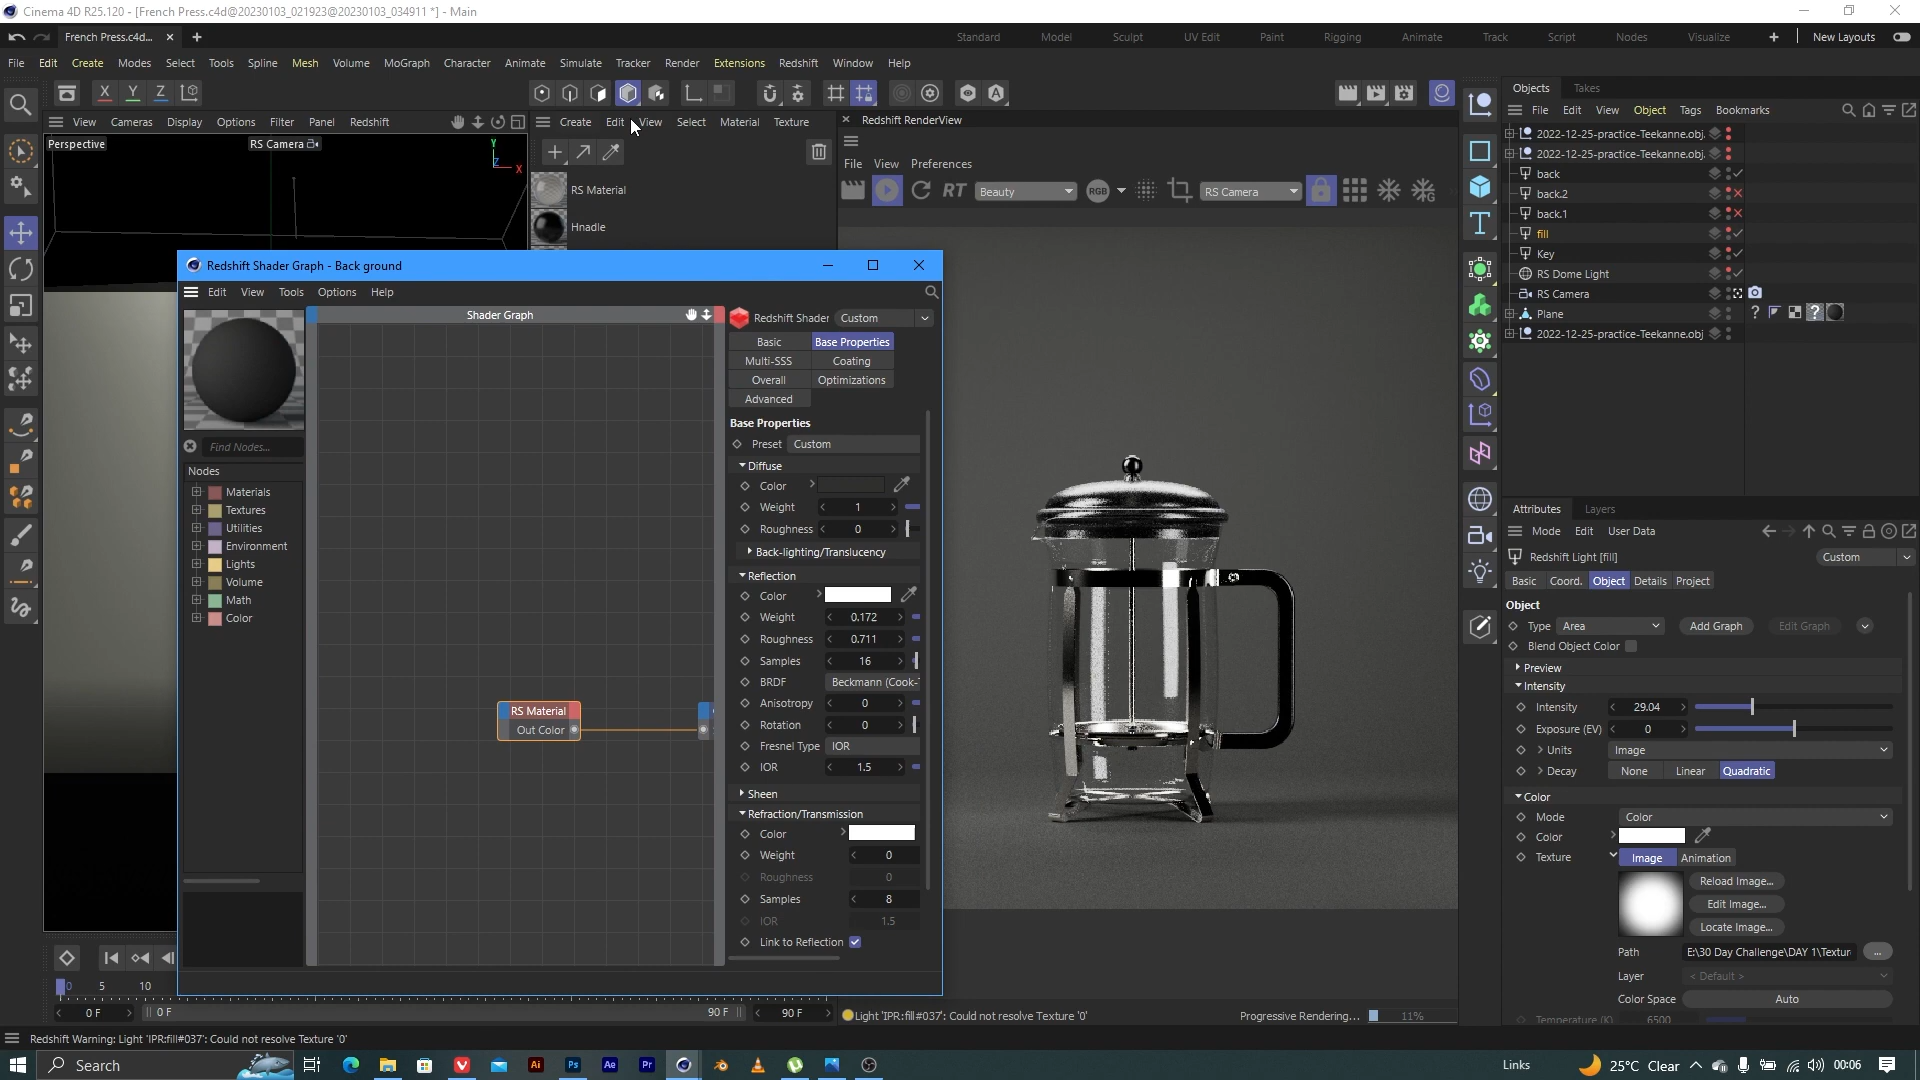 Cinema 4D R25.120 - [French Press.c4d@20230103_021923@20230103_034911 *] - Main
French Press.c4d...
Standard Model Sculpt UV Edit Paint Rigging Animate Track Script Nodes Visualize New Layouts
File Edit Create Modes Select Tools Spline Mesh Volume MoGraph Character Animate Simulate Tracker Render Extensions Redshift Window Help
X Y Z
Objects Takes
File Edit View Object Tags Bookmarks
View Cameras Display Options Filter Panel Redshift
Create Edit View Select Material Texture
Redshift RenderView
Perspective
RS Camera
Y
Z
X
File View Preferences
RT Beauty RGB RS Camera
RS Material
Hnadle
2022-12-25-practice-Teekanne.obj.
2022-12-25-practice-Teekanne.obj.
back
back.2
back.1
fill
Key
RS Dome Light
RS Camera
Plane
2022-12-25-practice-Teekanne.obj
Redshift Shader Graph - Back ground
Edit View Tools Options Help
Shader Graph
Find Nodes...
Nodes
Materials
Textures
Utilities
Environment
Lights
Volume
Math
Color
RS Material
Out Color
Redshift Shader Custom
Basic Base Properties
Multi-SSS Coating
Overall Optimizations
Advanced
Base Properties
Preset Custom
Diffuse
Color
Weight 1
Roughness 0
Back-lighting/Translucency
Reflection
Color
Weight 0.172
Roughness 0.711
Samples 16
BRDF Beckmann (Cook-T
Anisotropy 0
Rotation 0
Fresnel Type IOR
IOR 1.5
Sheen
Refraction/Transmission
Color
Weight 0
Roughness 0
Samples 8
IOR 1.5
Link to Reflection
Attributes Layers
Mode Edit User Data
Redshift Light [fill] Custom
Basic Coord. Object Details Project
Object
Type Area Add Graph Edit Graph
Blend Object Color
Preview
Intensity
Intensity 29.04
Exposure (EV) 0
Units Image
Decay None Linear Quadratic
Color
Mode Color
Color
Texture Image Animation
Reload Image...
Edit Image...
Locate Image...
Path E:\30 Day Challenge\DAY 1\Textur ...
Layer < Default >
Color Space Auto
Temperature (K) 6500
0 5 10
0 F 0 F 90 F 90 F
Light 'IPR:fill#037': Could not resolve Texture '0'
Progressive Rendering... 11%
Redshift Warning: Light 'IPR:fill#037': Could not resolve Texture '0'
Search
Ai Ps Ae Pr
Links 25°C Clear 00:06